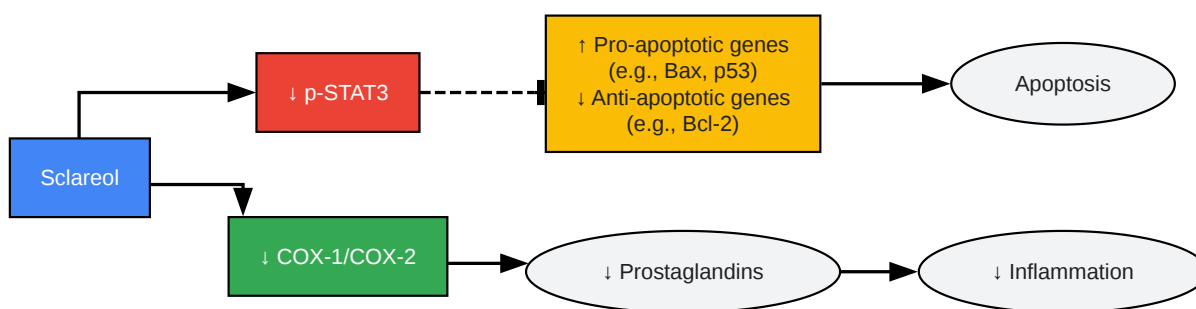 ↑ Pro-apoptotic genes
(e.g., Bax, p53)
↓ Anti-apoptotic genes
(e.g., Bcl-2)
↓ p-STAT3
Apoptosis
Sclareol
↓ COX-1/COX-2
↓ Prostaglandins
↓ Inflammation